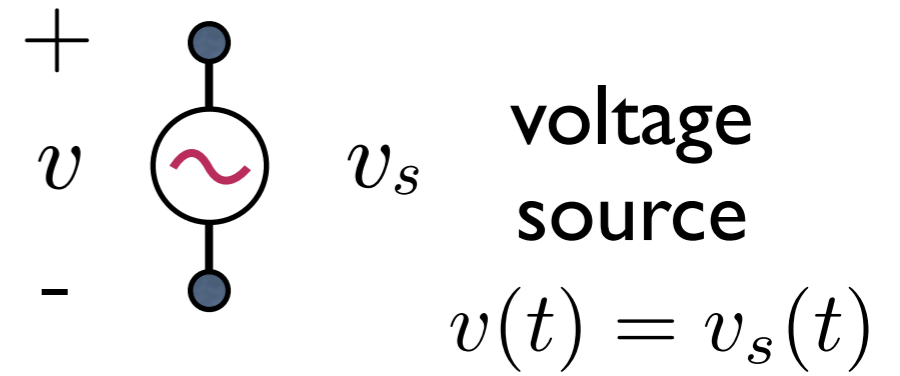 +
v
-
v_s
voltage
source
v(t) = v_s(t)